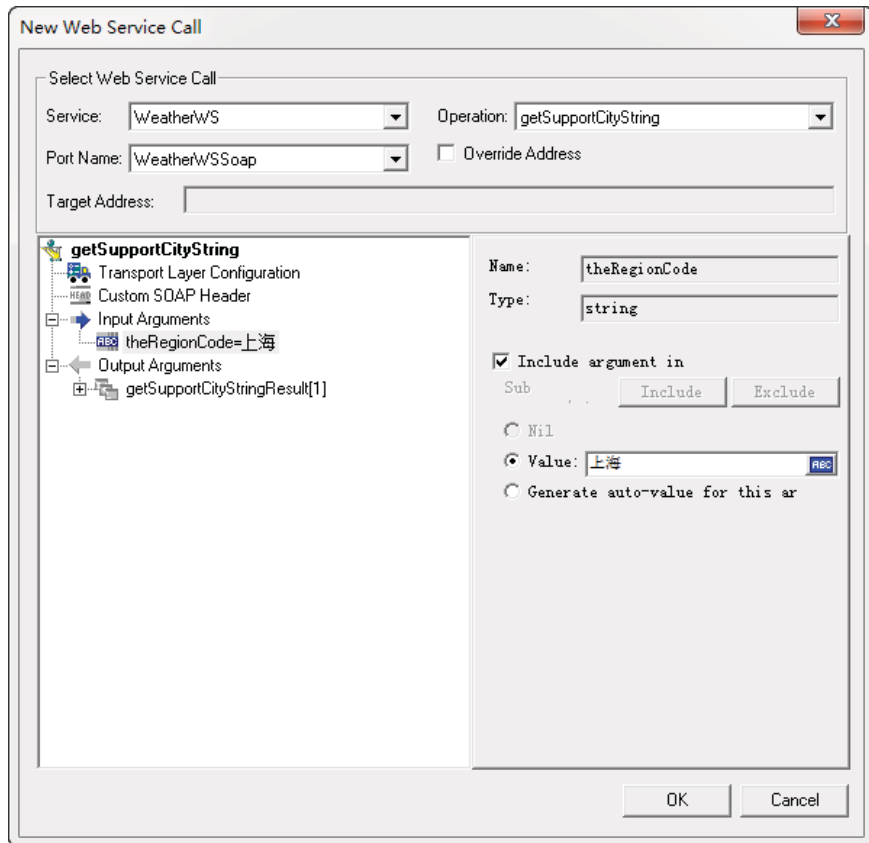 New Web Service Call
Select Web Service Call
Service: WeatherWS Operation: getSupportCityString
Port Name: WeatherWSSoap Override Address
Target Address:
getSupportCityString
Transport Layer Configuration
HEAD Custom SOAP Header
Input Arguments
ABC theRegionCode=上海
Output Arguments
getSupportCityStringResult[1]
Name: theRegionCode
Type: string
Include argument in
Sub Include Exclude
Nil
Value: 上海 ABC
Generate auto-value for this ar
OK Cancel